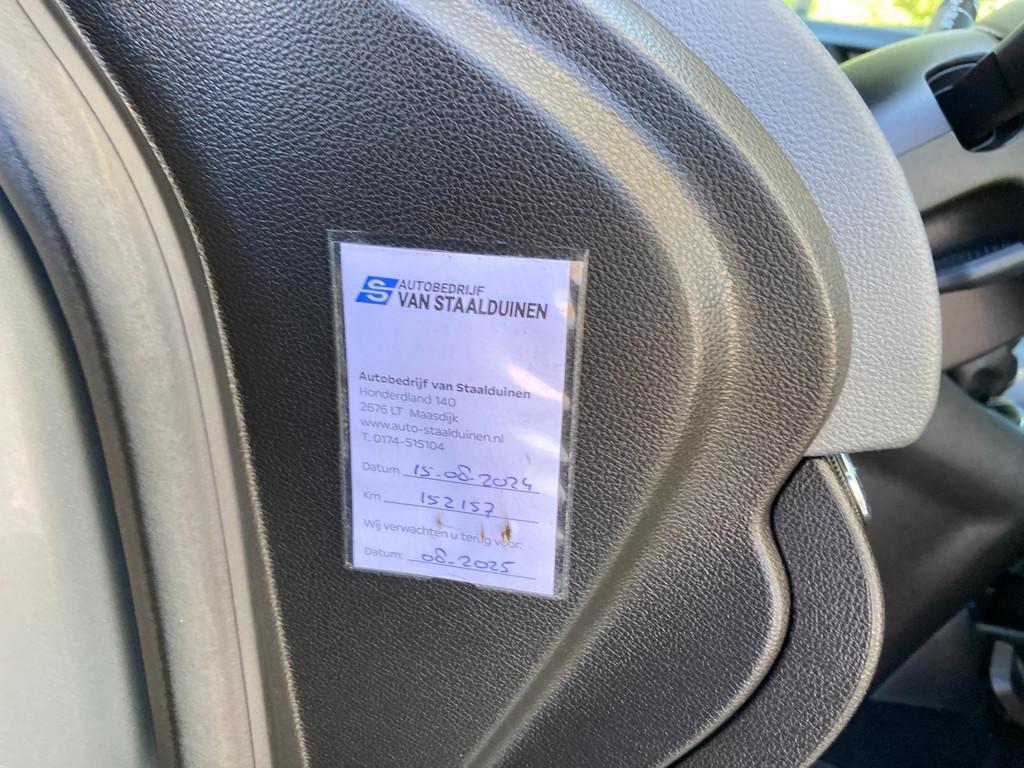 AUTOBEDRIJF
VAN STAALDUINEN
Autobedrijf van Staalduinen
Honderdland 140
2676 LT Maasdijk
www.auto-staalduinen.nl
T. 0174-515104
Datum 15-08-2024
Km 152157
Wij verwachten u terug voor:
Datum: 08-2025